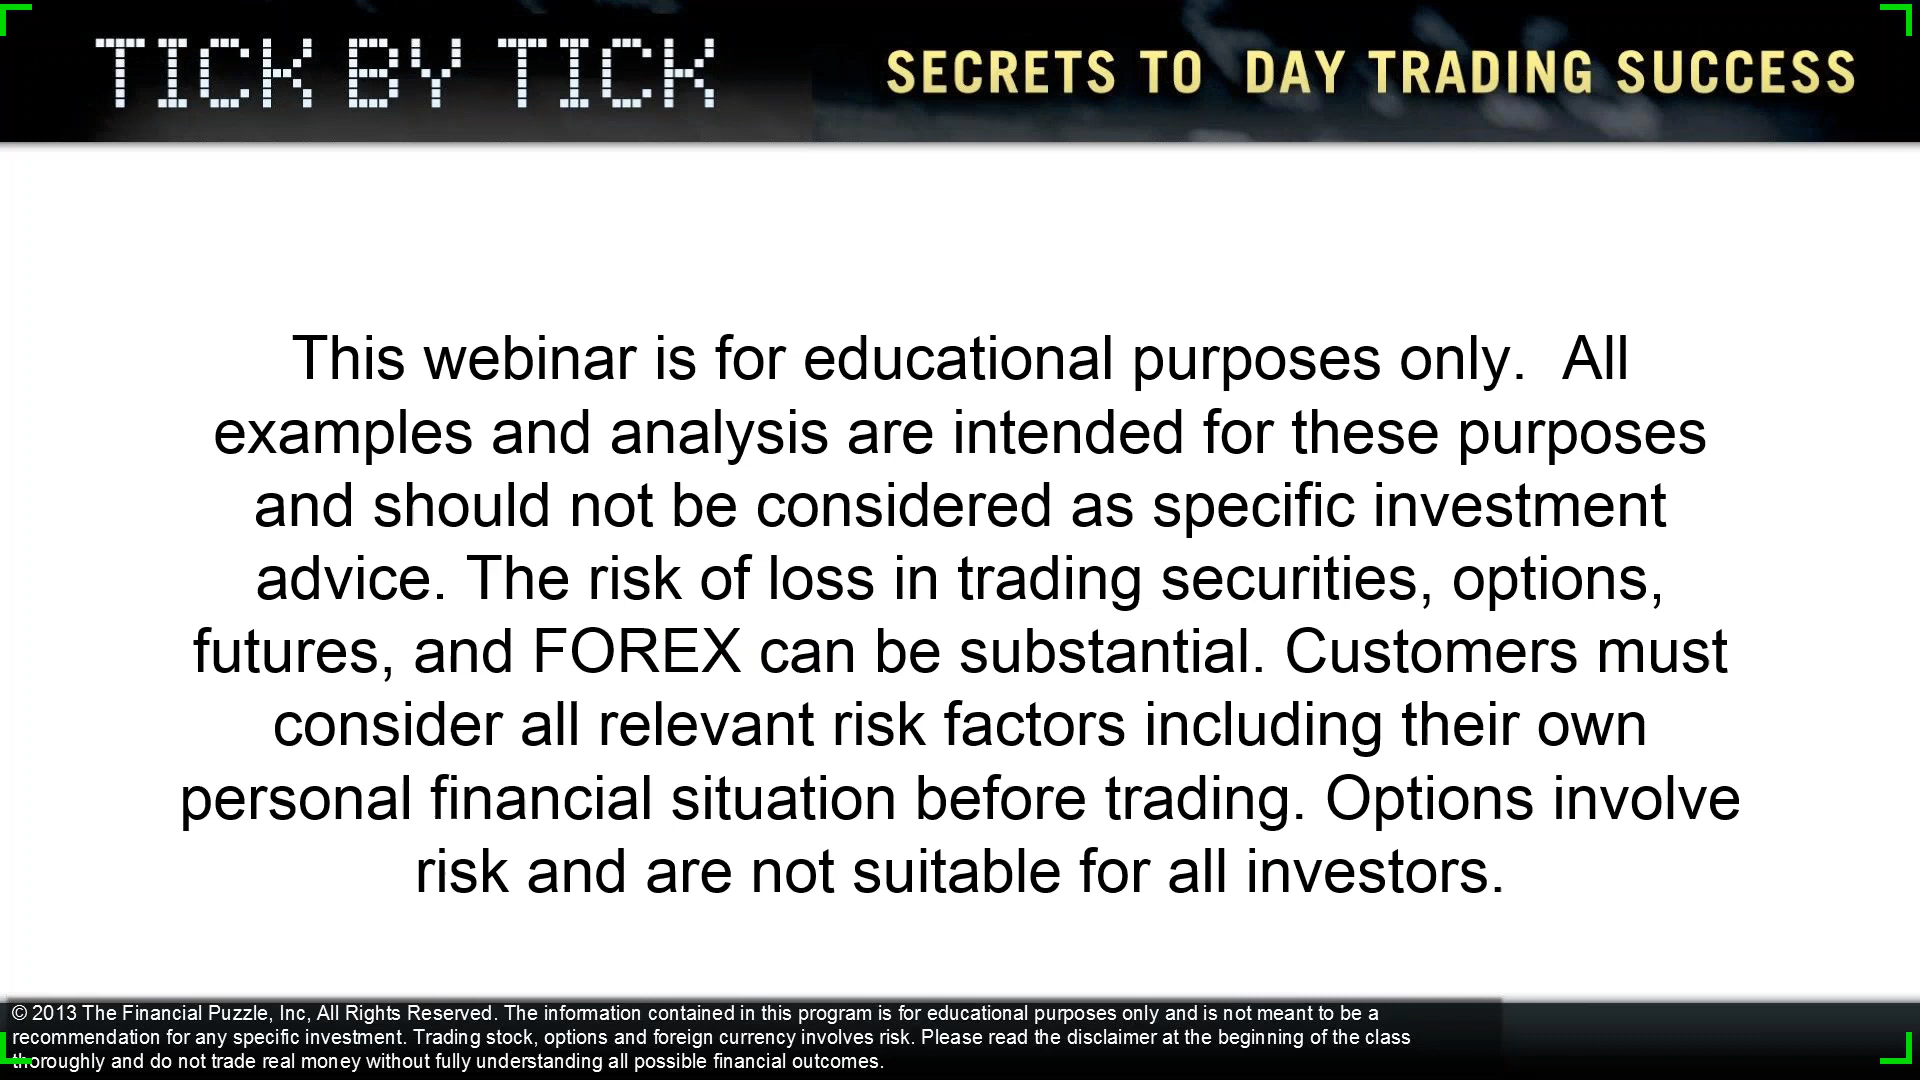 TICK BY TICK
SECRETS TO DAY TRADING SUCCESS
This webinar is for educational purposes only.  All
examples and analysis are intended for these purposes
and should not be considered as specific investment
advice. The risk of loss in trading securities, options,
futures, and FOREX can be substantial. Customers must
consider all relevant risk factors including their own
personal financial situation before trading. Options involve
risk and are not suitable for all investors.
© 2013 The Financial Puzzle, Inc, All Rights Reserved. The information contained in this program is for educational purposes only and is not meant to be a
recommendation for any specific investment. Trading stock, options and foreign currency involves risk. Please read the disclaimer at the beginning of the class
thoroughly and do not trade real money without fully understanding all possible financial outcomes.